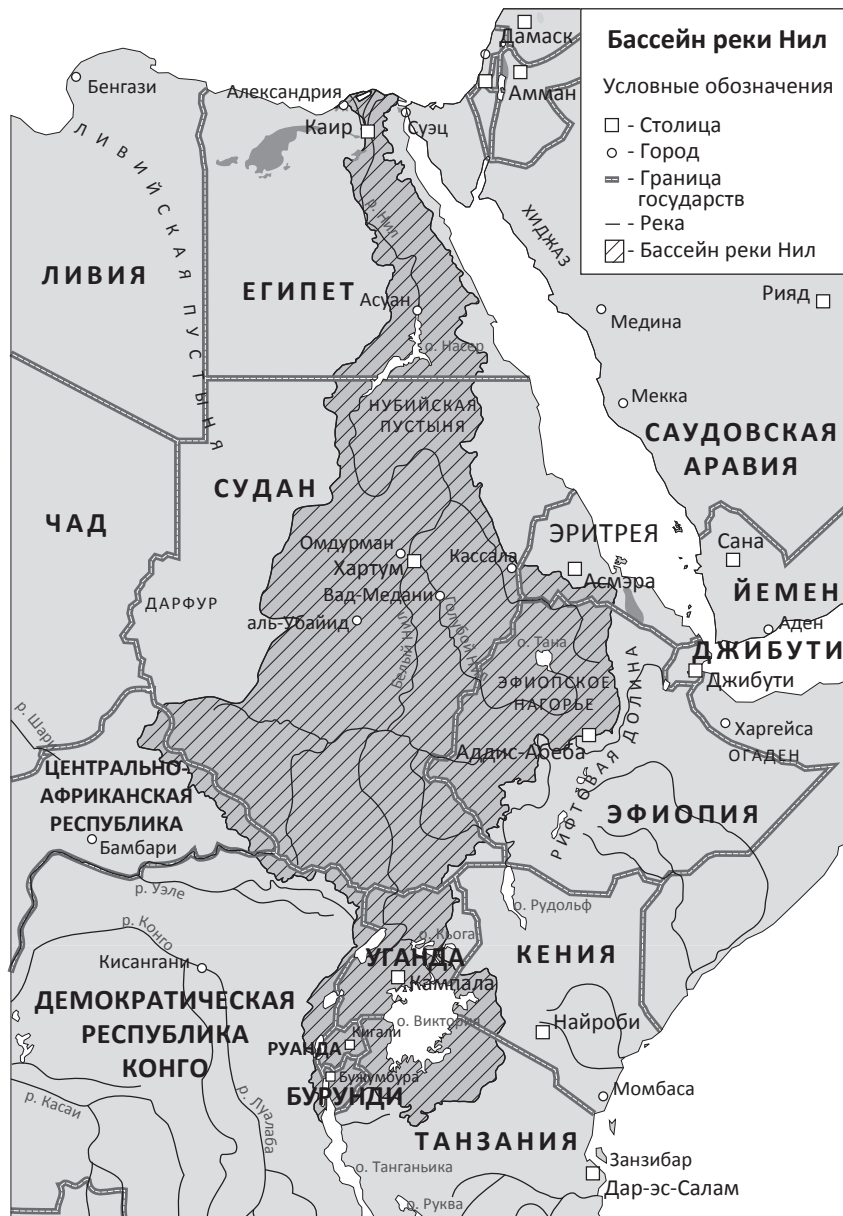 Бассейн реки Нил
Условные обозначения
- Столица
- Город
- Граница
государств
- Река
- Бассейн реки Нил
Дамаск
Амман
Бенгази
Александрия
Каир
Суэц
ЛИВИЙСКАЯ ПУСТЫНЯ
р. Нил
ХИДЖАЗ
ЛИВИЯ
ЕГИПЕТ
Асуан
Рияд
Медина
о. Насер
Мекка
НУБИЙСКАЯ
ПУСТЫНЯ
САУДОВСКАЯ
АРАВИЯ
СУДАН
ЧАД
ЭРИТРЕЯ
Омдурман
Хартум
Кассала
Асмэра
Сана
ЙЕМЕН
Вад-Медани
ДАРФУР
аль-Убайид
Белый Нил
Голубой Нил
о. Тана
Аден
ДЖИБУТИ
Джибути
ЭФИОПСКОЕ
НАГОРЬЕ
РИФТОВАЯ ДОЛИНА
р. Шари
Аддис-Абеба
Харгейса
ОГАДЕН
ЦЕНТРАЛЬНО-
АФРИКАНСКАЯ
РЕСПУБЛИКА
ЭФИОПИЯ
Бамбари
р. Уэле
о. Рудольф
р. Конго
о. Кьога
УГАНДА
КЕНИЯ
Кисангани
Кампала
ДЕМОКРАТИЧЕСКАЯ
РЕСПУБЛИКА
КОНГО
о. Виктория
Найроби
Кигали
РУАНДА
Бужумбура
БУРУНДИ
р. Касаи
р. Луалаба
Момбаса
ТАНЗАНИЯ
о. Танганьика
Занзибар
Дар-эс-Салам
о. Руква